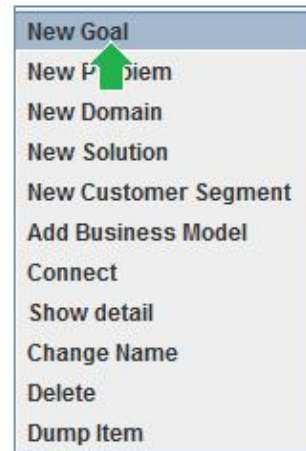 New Goal
New
New Domain
New Solution
New Customer Segment
Add Business Model
Connect
Show detail
Change Name
Delete
Dump Item